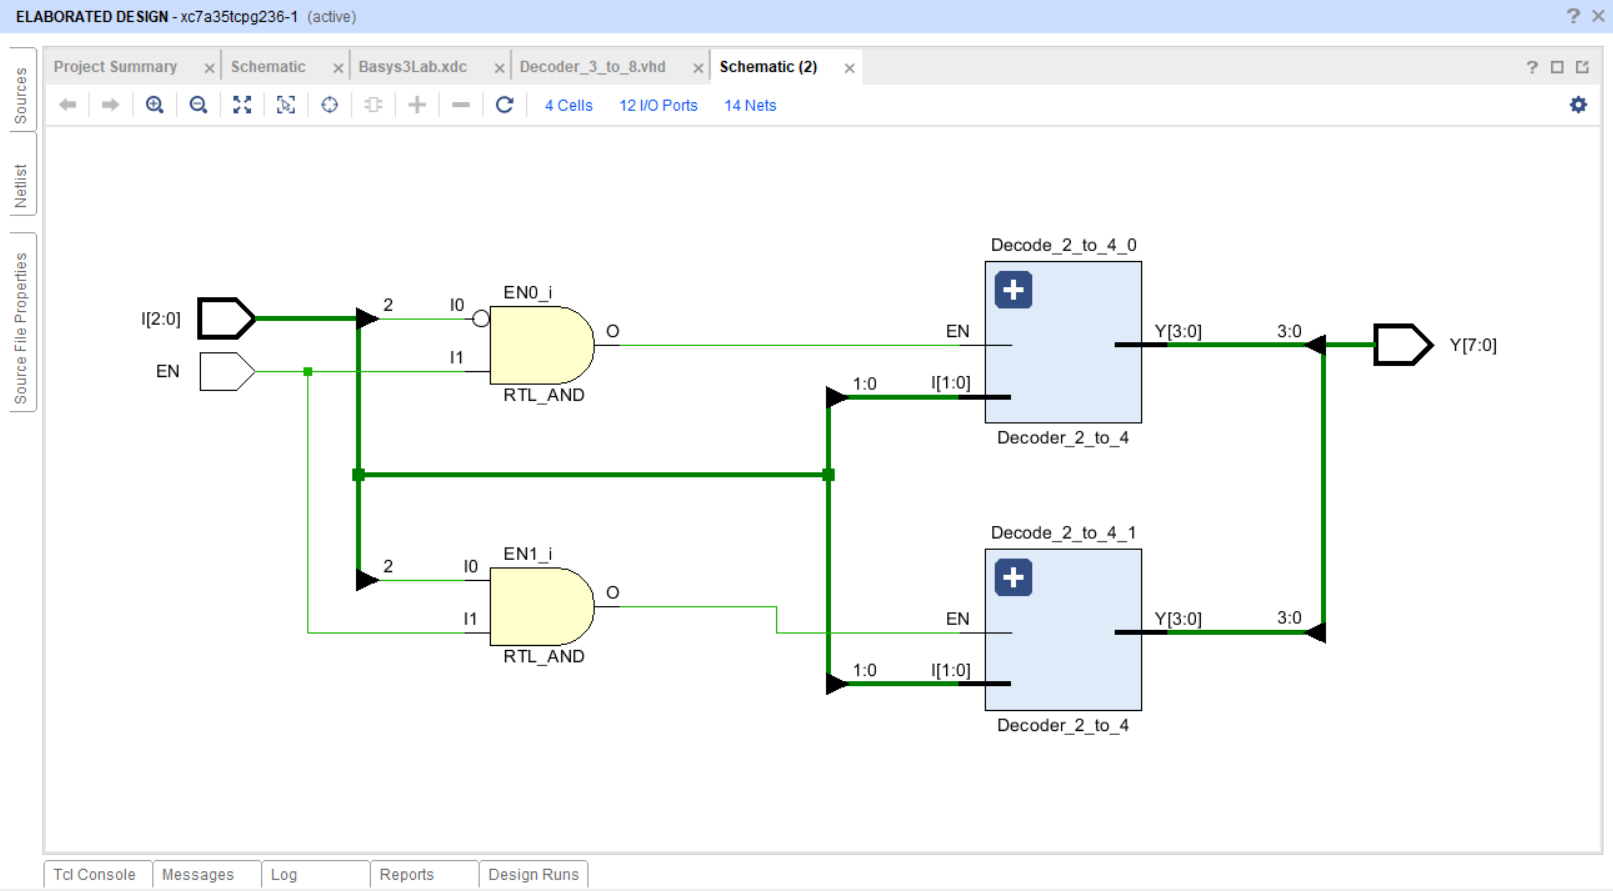 ELABORATED DESIGN - xc7a35tcpg236-1 (active)
Project Summary
Schematic
Basys3Lab.xdc
Decoder_3_to_8.vhd
Schematic (2)
4 Cells
12 I/O Ports
14 Nets
Sources
Netlist
Source File Properties
Decode_2_to_4_0
EN0_i
I[2:0]
2
I0
O
EN
Y[3:0]
3:0
Y[7:0]
EN
I1
RTL_AND
1:0
I[1:0]
Decoder_2_to_4
Decode_2_to_4_1
EN1_i
2
I0
O
I1
EN
Y[3:0]
3:0
RTL_AND
1:0
I[1:0]
Decoder_2_to_4
Tcl Console
Messages
Log
Reports
Design Runs